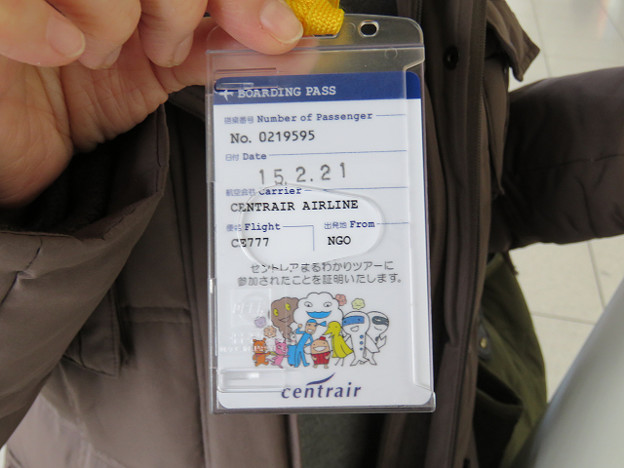 BOARDING PASS
搭乗番号 Number of Passenger
No. 0219595
日付 Date
15.2.21
航空会社 Carrier
CENTRAIR AIRLINE
便名 Flight 出発地 From
CE777 NGO
セントレアまるわかりツアーに
参加されたことを証明いたします。
centrair